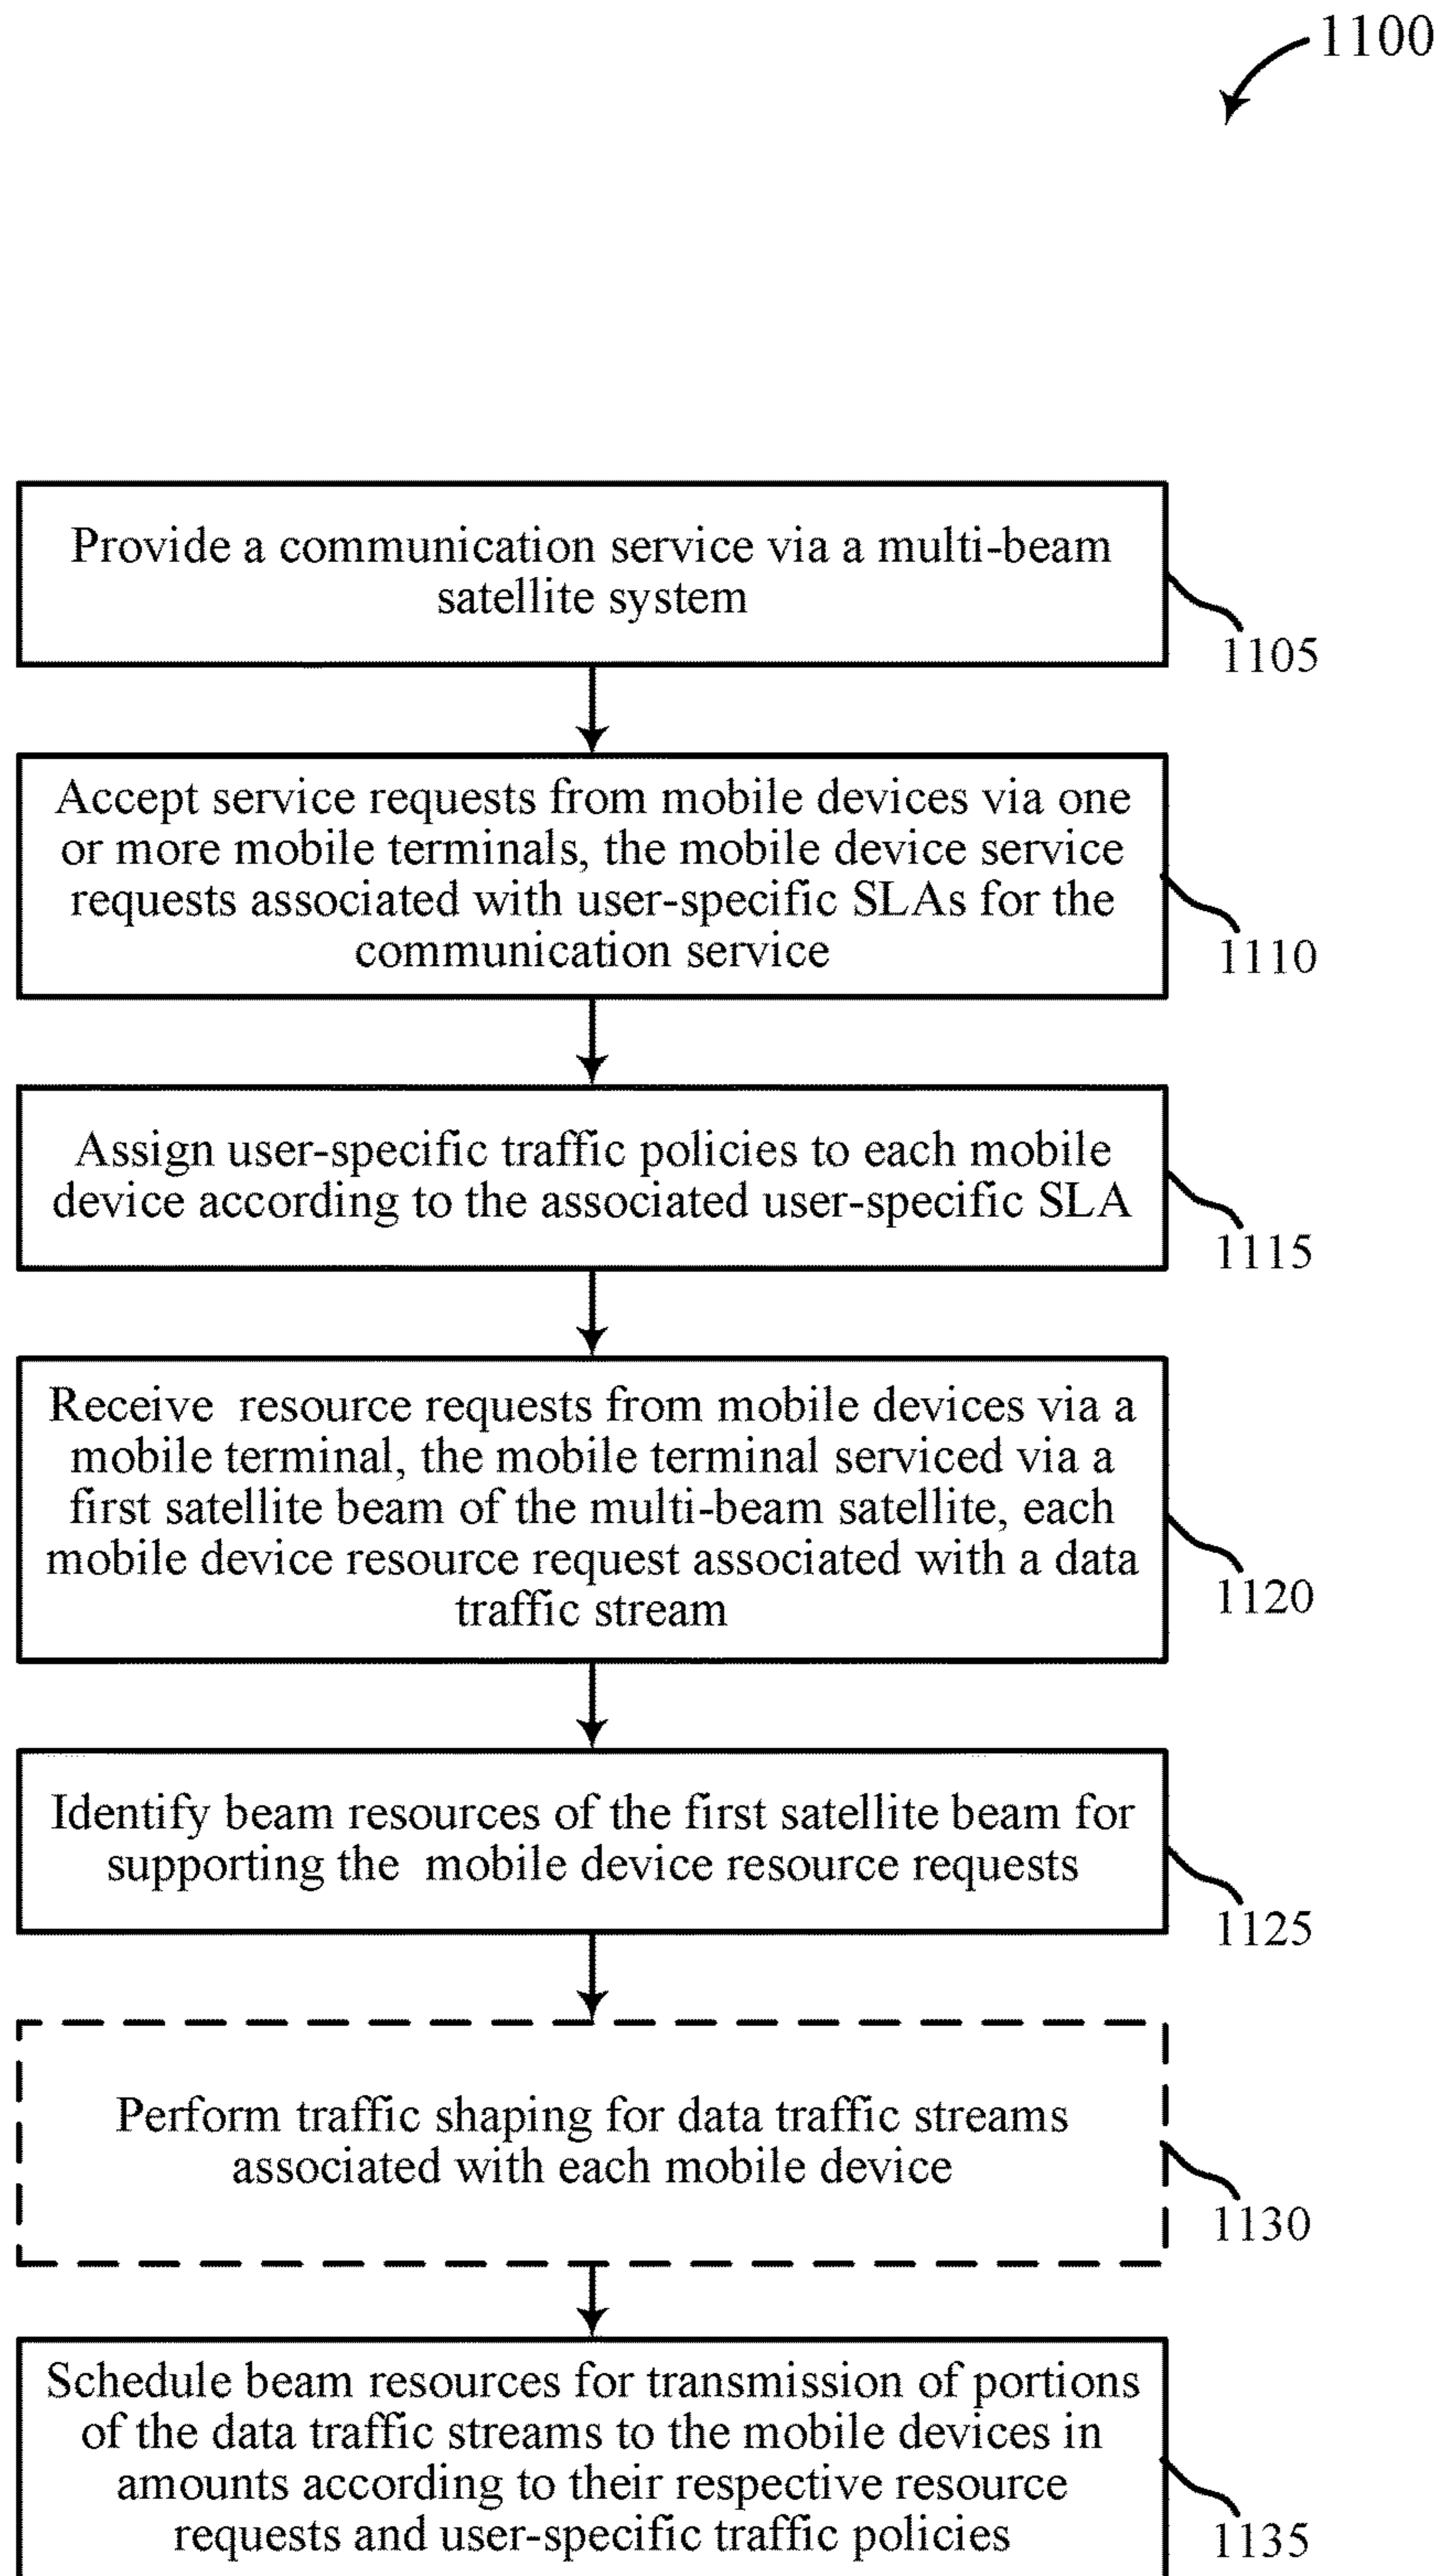 1100
Provide a communication service via a multi-beam
satellite system
1105
Accept service requests from mobile devices via one
or more mobile terminals, the mobile device service
requests associated with user-specific SLAs for the
communication service
1110
Assign user-specific traffic policies to each mobile
device according to the associated user-specific SLA
1115
Receive resource requests from mobile devices via a
mobile terminal, the mobile terminal serviced via a
first satellite beam of the multi-beam satellite, each
mobile device resource request associated with a data
traffic stream
1120
Identify beam resources of the first satellite beam for
supporting the mobile device resource requests
1125
Perform traffic shaping for data traffic streams
associated with each mobile device
1130
Schedule beam resources for transmission of portions
of the data traffic streams to the mobile devices in
amounts according to their respective resource
requests and user-specific traffic policies
1135